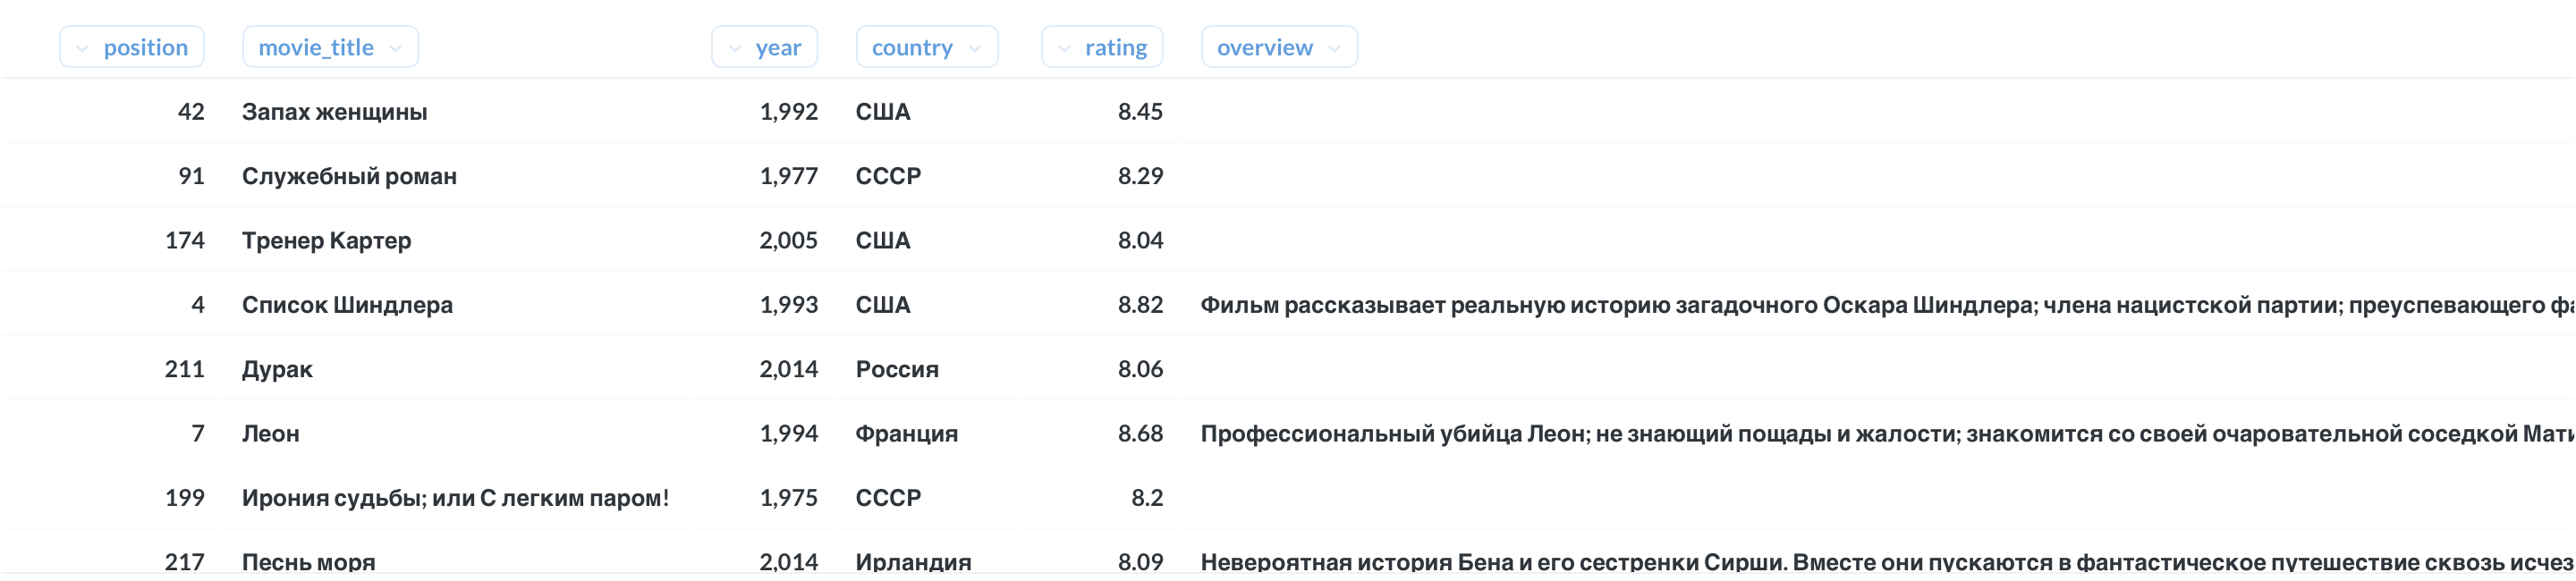 position movie_title year country rating overview
42 Запах женщины 1,992 США 8.45
91 Служебный роман 1,977 СССР 8.29
174 Тренер Картер 2,005 США 8.04
4 Список Шиндлера 1,993 США 8.82 Фильм рассказывает реальную историю загадочного Оскара Шиндлера; члена нацистской партии; преуспевающего
211 Дурак 2,014 Россия 8.06
7 Леон 1,994 Франция 8.68 Профессиональный убийца Леон; не знающий пощады и жалости; знакомится со своей очаровательной соседкой
199 Ирония судьбы; или С легким паром! 1,975 СССР 8.2
217 Песнь моря 2,014 Ирландия 8.09 Невероятная история Бена и его сестренки Сирши. Вместе они пускаются в фантастическое путешествие сквозь